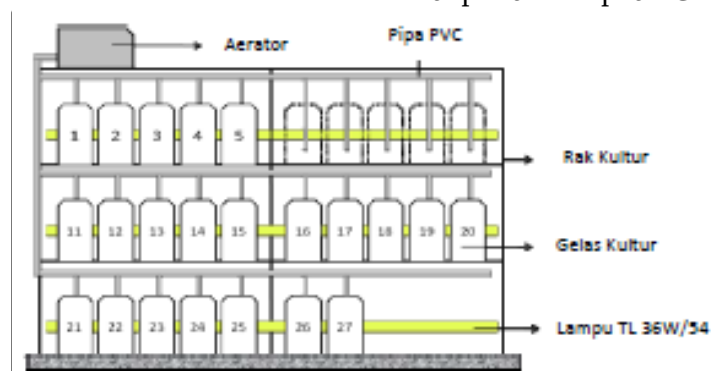 Aerator
Pipa PVC
1 2 3 4 5
Rak Kultur
11 12 13 14 15 16 17 18 19 20
Gelas Kultur
21 22 23 24 25 26 27
Lampu TL 36W/54